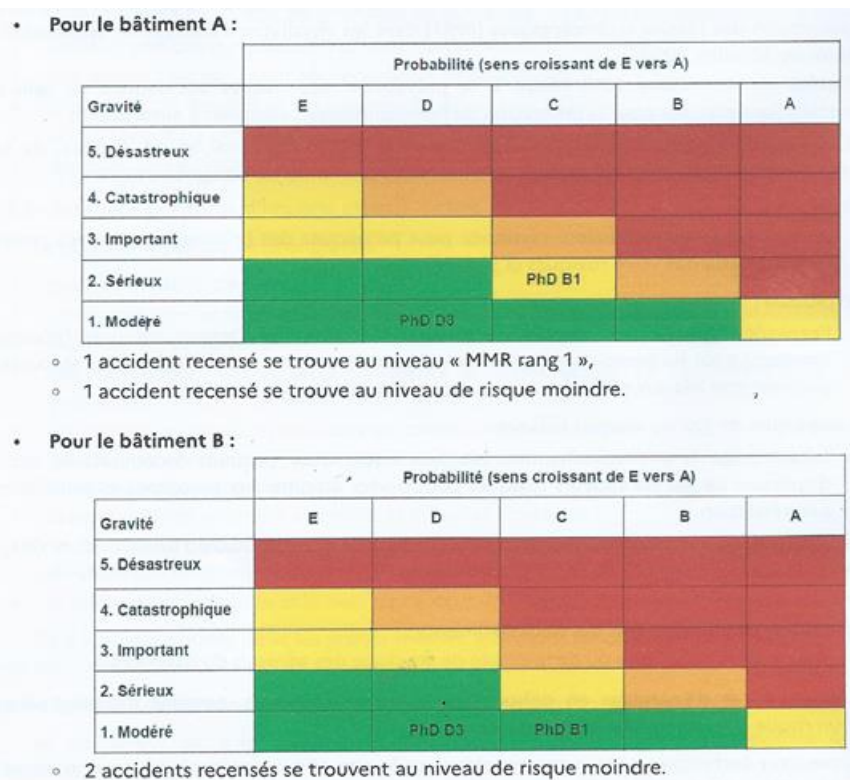 • Pour le bâtiment A :
Probabilité (sens croissant de E vers A)
Gravité E D C B A
5. Désastreux
4. Catastrophique
3. Important
2. Sérieux PhD B1
1. Modéré PhD D3
◦ 1 accident recensé se trouve au niveau « MMR rang 1 »,
◦ 1 accident recensé se trouve au niveau de risque moindre.
• Pour le bâtiment B :
Probabilité (sens croissant de E vers A)
Gravité E D C B A
5. Désastreux
4. Catastrophique
3. Important
2. Sérieux
1. Modéré PhD D3 PhD B1
◦ 2 accidents recensés se trouvent au niveau de risque moindre.